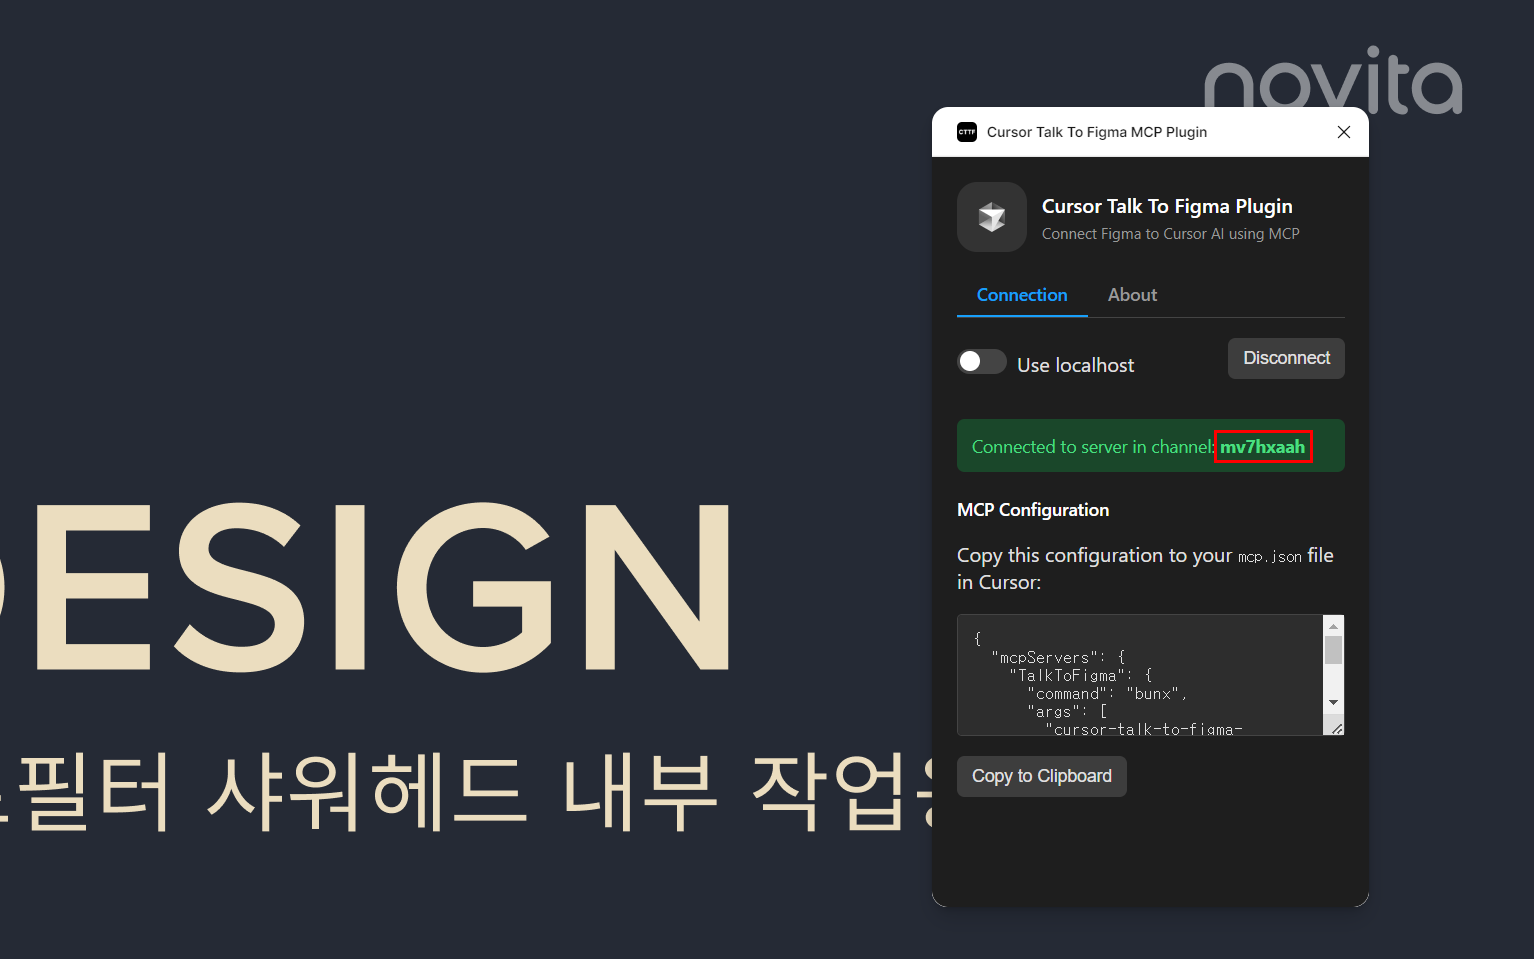 novita
CTTF Cursor Talk To Figma MCP Plugin
Cursor Talk To Figma Plugin
Connect Figma to Cursor AI using MCP
Connection About
Use localhost Disconnect
Connected to server in channel: mv7hxaah
MCP Configuration
Copy this configuration to your mcp.json file
in Cursor:
{
"mcpServers": {
"TalkToFigma": {
"command": "bunx",
"args": [
"cursor-talk-to-figma-
Copy to Clipboard
ESIGN
필터 샤워헤드 내부 작업